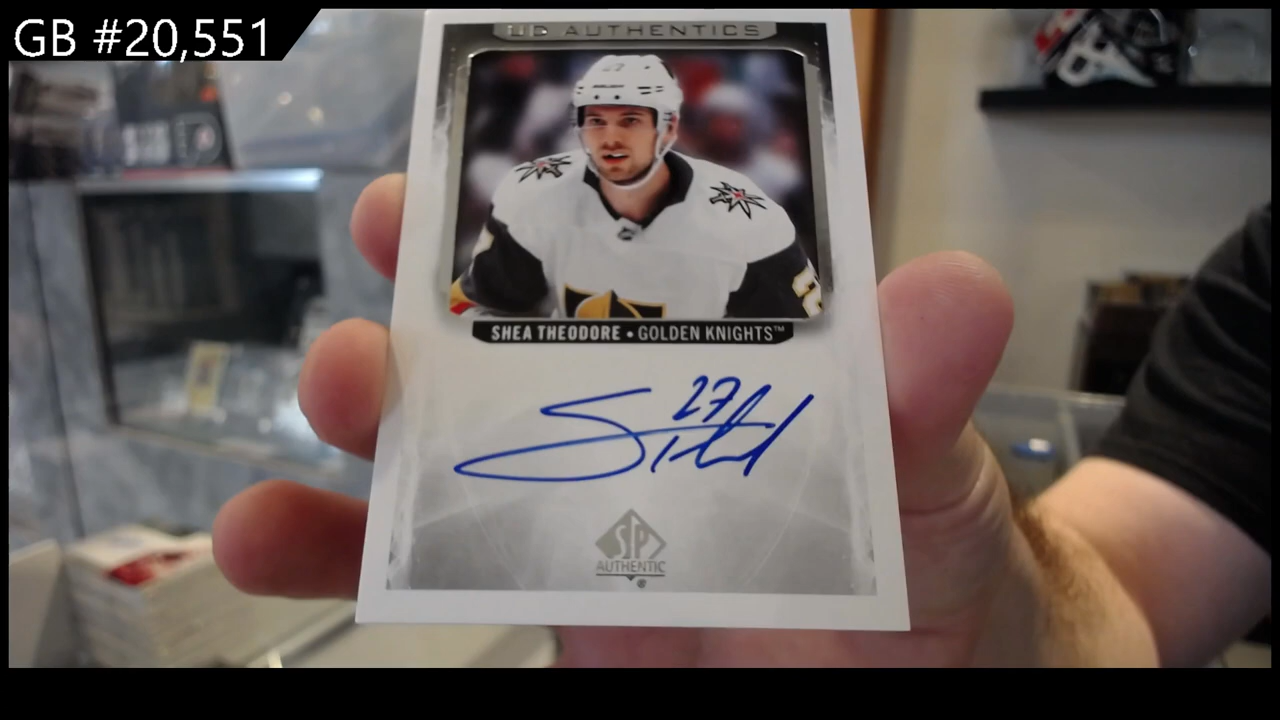 GB #20,551
UD AUTHENTICS
SHEA THEODORE • GOLDEN KNIGHTS™
27
SP
AUTHENTIC